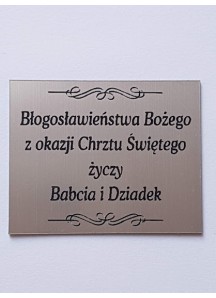 Błogosławieństwa Bożego
z okazji Chrztu Świętego
życzy
Babcia i Dziadek